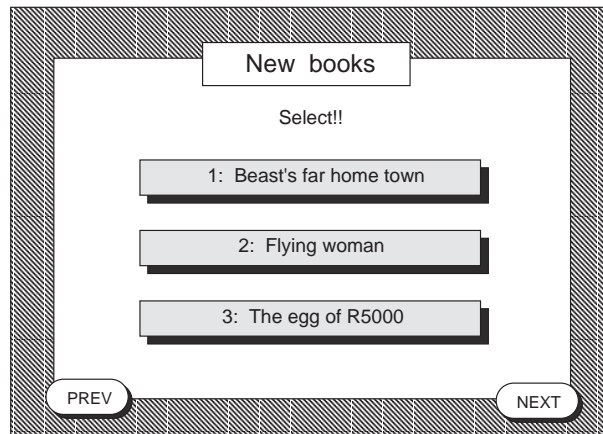 New books
Select!!
1: Beast's far home town
2: Flying woman
3: The egg of R5000
PREV
NEXT